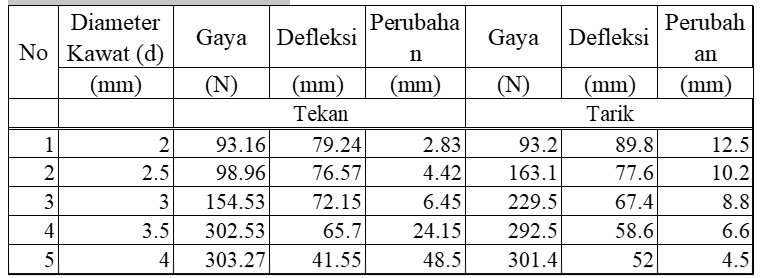 No Diameter Kawat (d) Gaya Defleksi Perubaha n Gaya Defleksi Perubah an
(mm) (N) (mm) (mm) (N) (mm) (mm)
Tekan Tarik
1 2 93.16 79.24 2.83 93.2 89.8 12.5
2 2.5 98.96 76.57 4.42 163.1 77.6 10.2
3 3 154.53 72.15 6.45 229.5 67.4 8.8
4 3.5 302.53 65.7 24.15 292.5 58.6 6.6
5 4 303.27 41.55 48.5 301.4 52 4.5